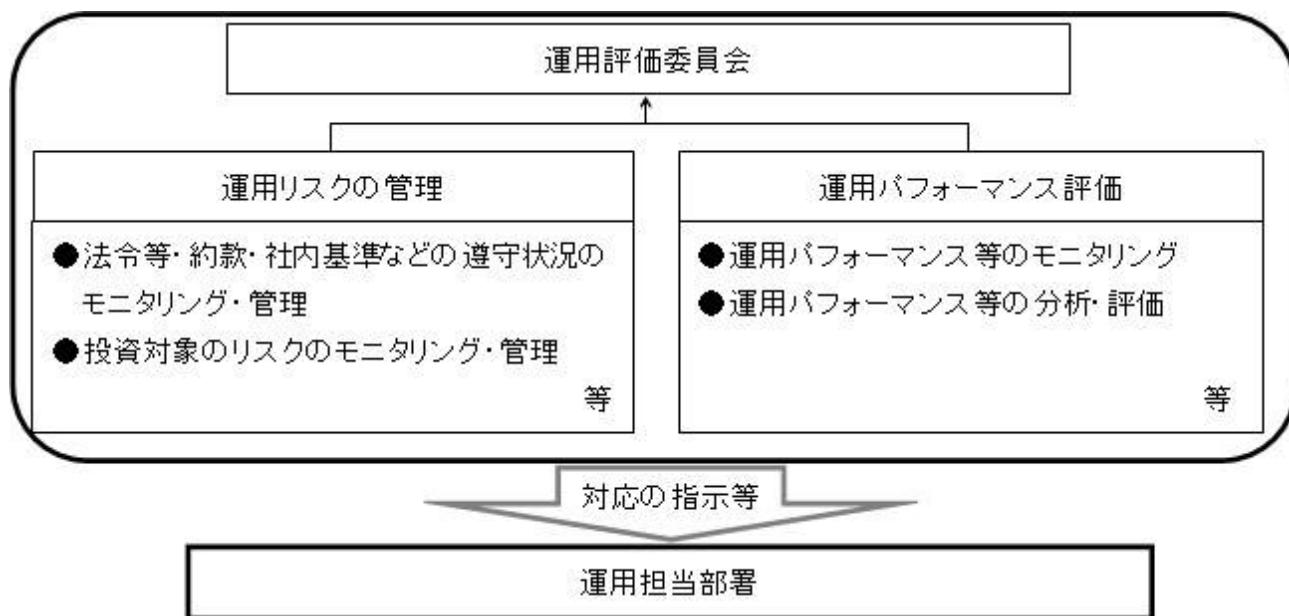 運用評価委員会
運用リスクの管理
●法令等・約款・社内基準などの遵守状況の
モニタリング・管理
●投資対象のリスクのモニタリング・管理
等
運用パフォーマンス評価
●運用パフォーマンス等のモニタリング
●運用パフォーマンス等の分析・評価
等
対応の指示等
運用担当部署